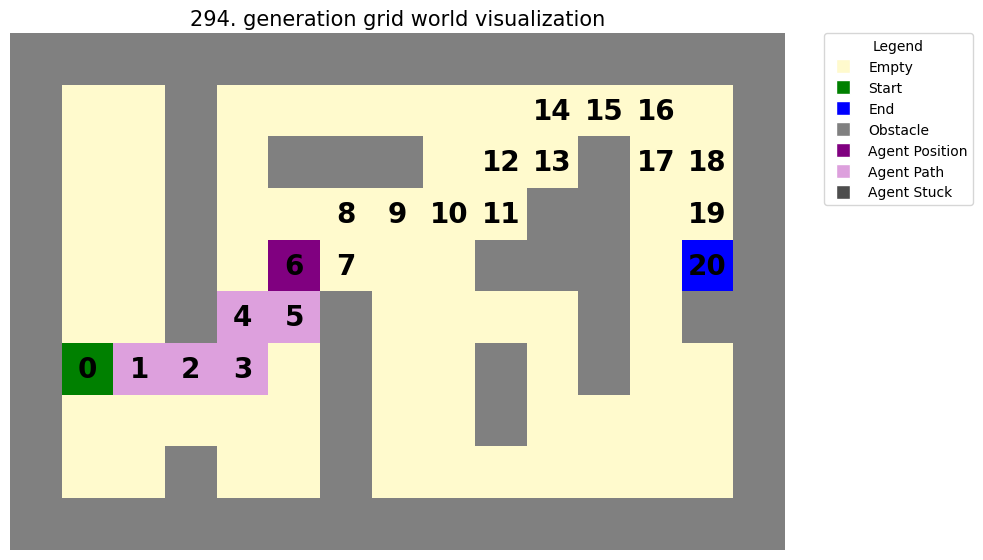 294. generation grid world visualization
14 15 16
12 13 17 18
8 9 10 11 19
6 7 20
4 5
0 1 2 3
Legend
Empty
Start
End
Obstacle
Agent Position
Agent Path
Agent Stuck